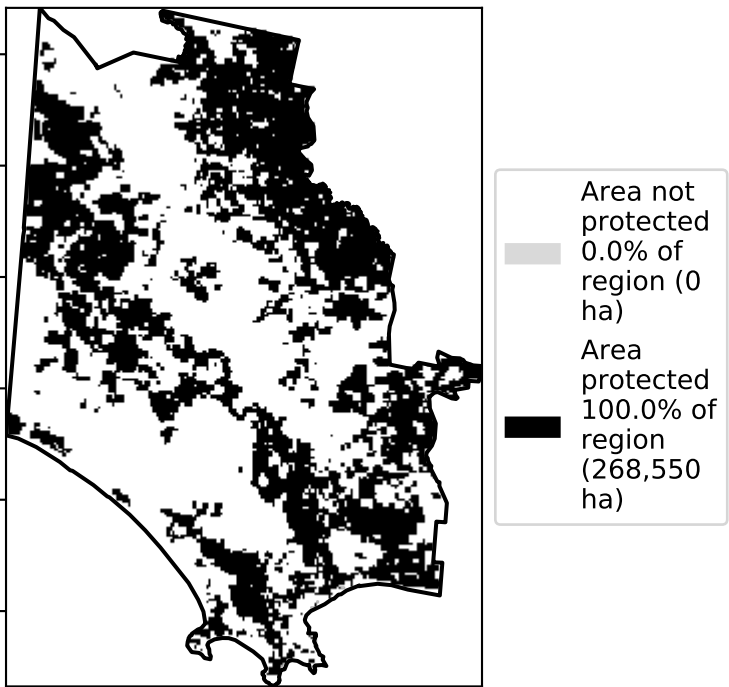 Area not
protected
0.0% of
region (0
ha)
Area
protected
100.0% of
region
(268,550
ha)